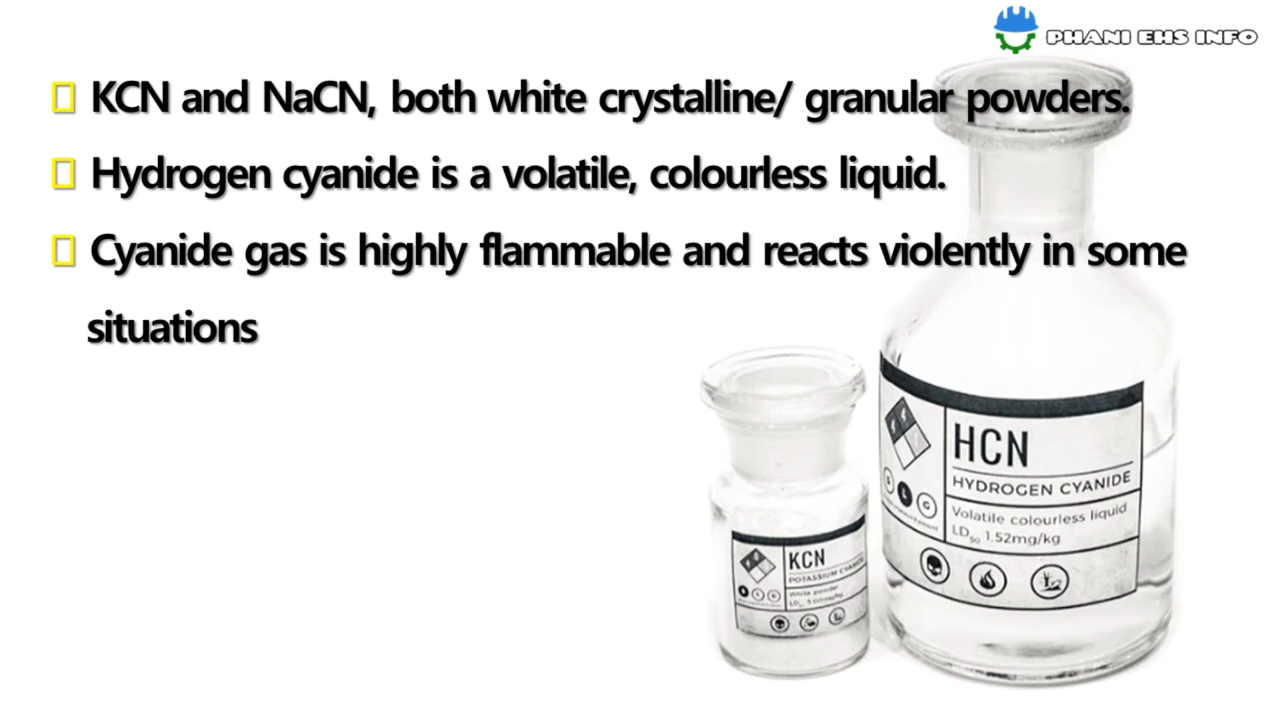 PHANI EHS INFO
KCN and NaCN, both white crystalline/ granular powders.
Hydrogen cyanide is a volatile, colourless liquid.
Cyanide gas is highly flammable and reacts violently in some
situations
HCN
HYDROGEN CYANIDE
Volatile colourless liquid
LD50 1.52mg/kg
S L G
KCN
POTASSIUM CYANIDE
White powder